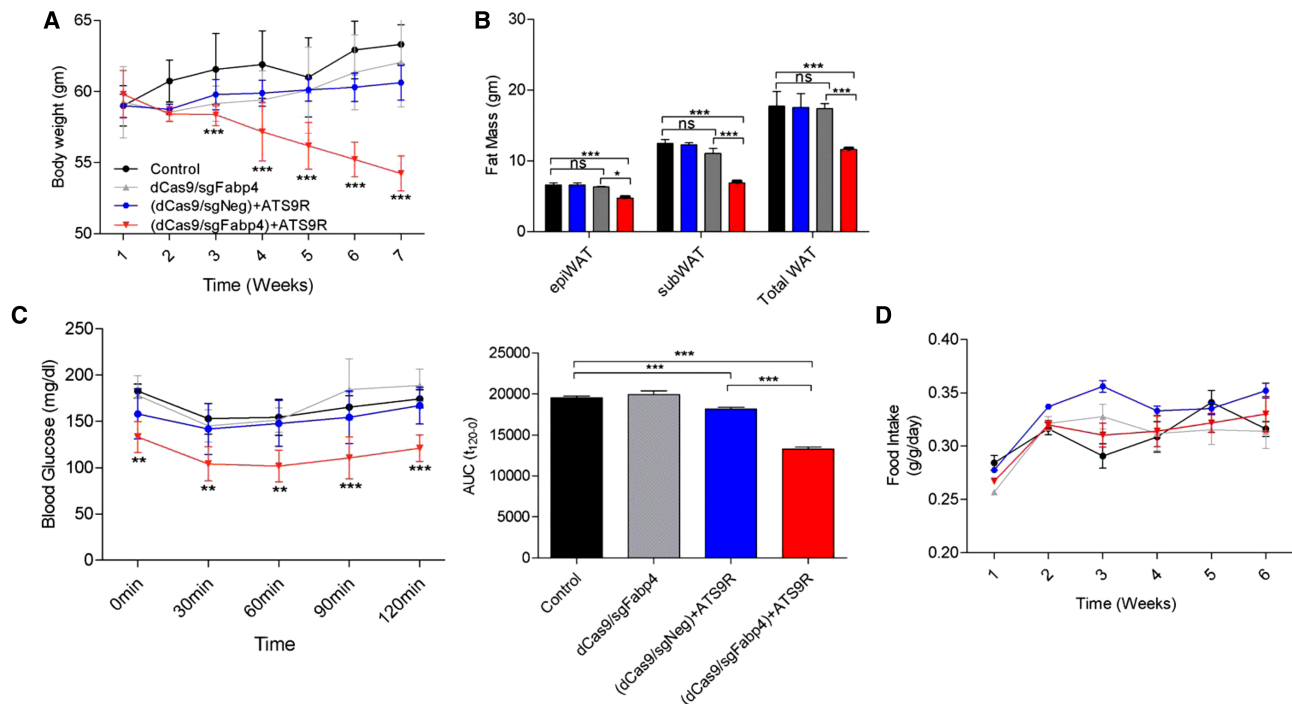 A
65
60
55
50
Body weight (gm)
***
***
***
***
***
Control
dCas9/sgFabp4
(dCas9/sgNeg)+ATS9R
(dCas9/sgFabp4)+ATS9R
1 2 3 4 5 6 7
Time (Weeks)
B
30
20
10
0
Fat Mass (gm)
***
ns
*
***
ns
***
***
ns
***
epiWAT
subWAT
Total WAT
C
250
200
150
100
50
0
Blood Glucose (mg/dl)
**
**
**
***
***
0min
30min
60min
90min
120min
Time
25000
20000
15000
10000
5000
0
AUC (t120-0)
***
***
***
Control
dCas9/sgFabp4
(dCas9/sgNeg)+ATS9R
(dCas9/sgFabp4)+ATS9R
D
0.40
0.35
0.30
0.25
0.20
Food Intake
(g/g/day)
1 2 3 4 5 6
Time (Weeks)